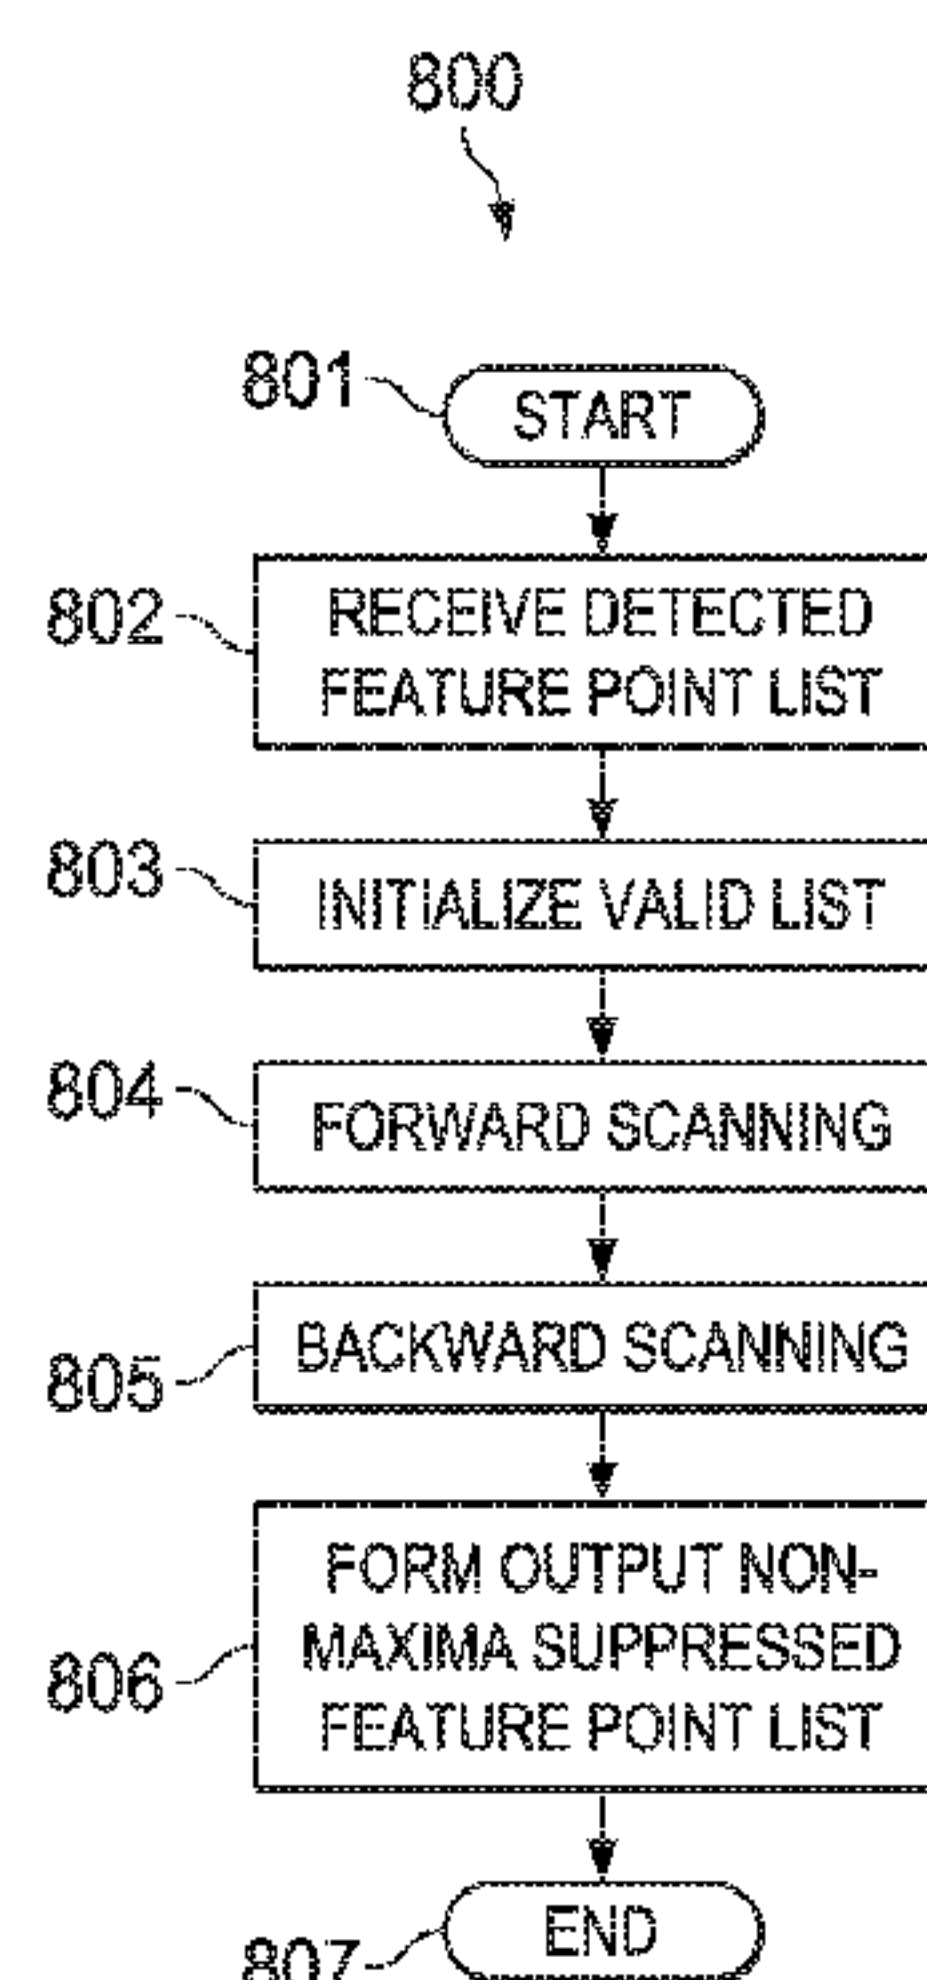 800
801
START
802
RECEIVE DETECTED
FEATURE POINT LIST
803
INITIALIZE VALID LIST
804
FORWARD SCANNING
805
BACKWARD SCANNING
806
FORM OUTPUT NON-
MAXIMA SUPPRESSED
FEATURE POINT LIST
807
END